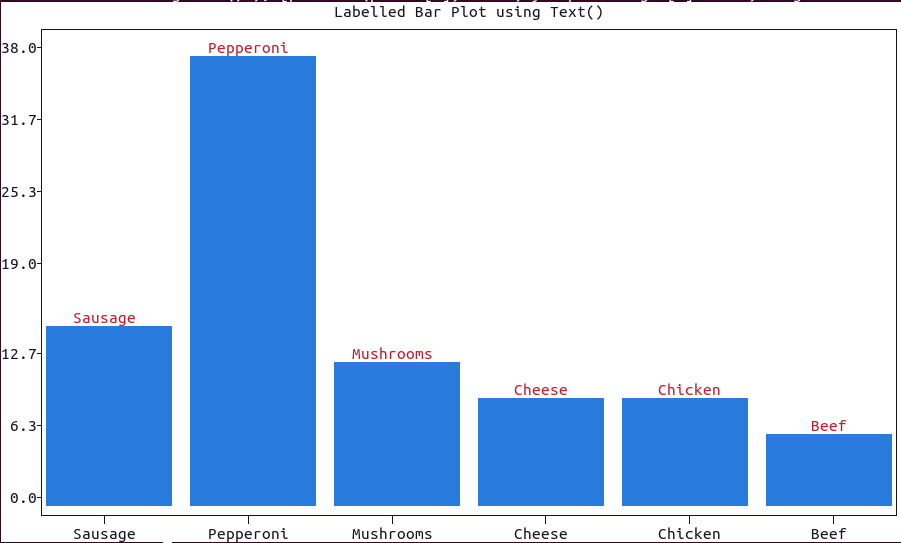 Labelled Bar Plot using Text()
38.0
31.7
25.3
19.0
12.7
6.3
0.0
Pepperoni
Sausage
Mushrooms
Cheese
Chicken
Beef
Sausage Pepperoni Mushrooms Cheese Chicken Beef